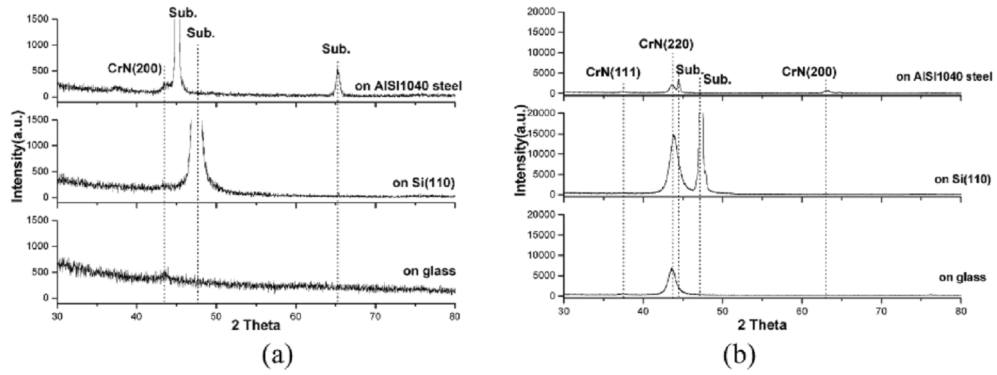 Sub.
Sub.
Sub.
CrN(200)
1500
1000
500
0
on AISI1040 steel
1500
1000
500
0
on Si(110)
1500
1000
500
0
on glass
Intensity(a.u.)
30 40 50 60 70 80
2 Theta
(a)
CrN(220)
Sub.
Sub.
CrN(111)
CrN(200)
20000
15000
10000
5000
0
on AISI1040 steel
20000
15000
10000
5000
0
on Si(110)
20000
15000
10000
5000
0
on glass
Intensity(a.u.)
30 40 50 60 70 80
2 Theta
(b)